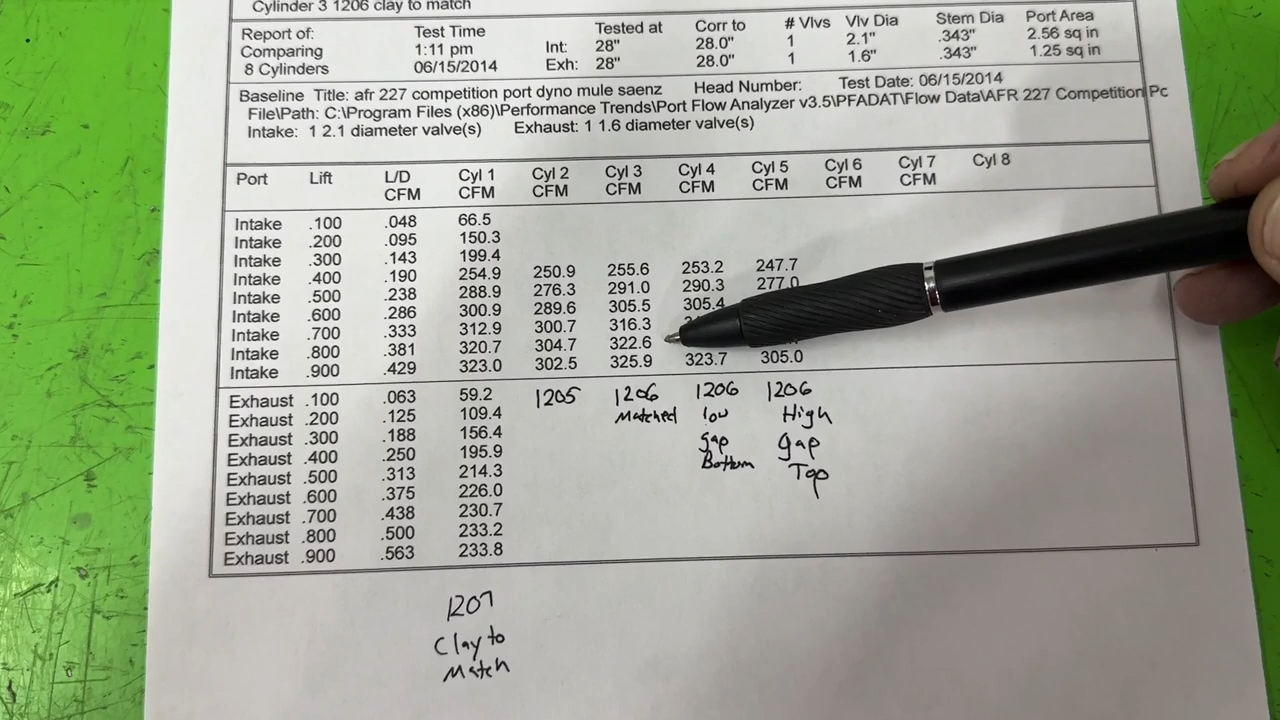 Cylinder 3 1206 clay to match
Report of: Test Time Tested at Corr to # Vlvs Vlv Dia Stem Dia Port Area
Comparing 1:11 pm Int: 28" 28.0" 1 2.1" .343" 2.56 sq in
8 Cylinders 06/15/2014 Exh: 28" 28.0" 1 1.6" .343" 1.25 sq in
Baseline Title: afr 227 competition port dyno mule saenz Head Number: Test Date: 06/15/2014
File\Path: C:\Program Files (x86)\Performance Trends\Port Flow Analyzer v3.5\PFADAT\Flow Data\AFR 227 Competition Pc
Intake: 1 2.1 diameter valve(s) Exhaust: 1 1.6 diameter valve(s)
Port Lift L/D Cyl 1 Cyl 2 Cyl 3 Cyl 4 Cyl 5 Cyl 6 Cyl 7 Cyl 8
CFM CFM CFM CFM CFM CFM CFM CFM
Intake .100 .048 66.5
Intake .200 .095 150.3
Intake .300 .143 199.4
Intake .400 .190 254.9 250.9 255.6 253.2 247.7
Intake .500 .238 288.9 276.3 291.0 290.3 277.0
Intake .600 .286 300.9 289.6 305.5 305.4
Intake .700 .333 312.9 300.7 316.3
Intake .800 .381 320.7 304.7 322.6
Intake .900 .429 323.0 302.5 325.9 323.7 305.0
Exhaust .100 .063 59.2
Exhaust .200 .125 109.4
Exhaust .300 .188 156.4
Exhaust .400 .250 195.9
Exhaust .500 .313 214.3
Exhaust .600 .375 226.0
Exhaust .700 .438 230.7
Exhaust .800 .500 233.2
Exhaust .900 .563 233.8
1205
1206
Matched
1206
low
gap
Bottom
1206
High
gap
Top
1207
Clay to
Match